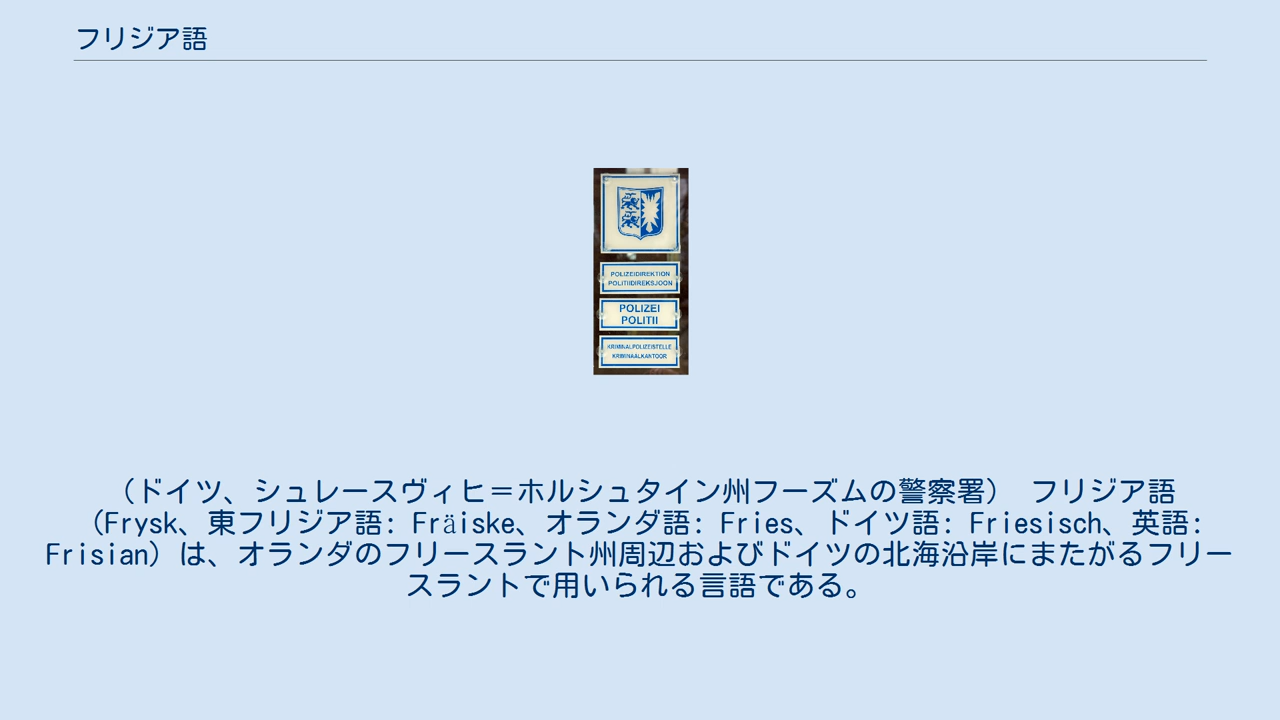 フリジア語
POLIZEIDIREKTION
POLITIIDIREKSJOON
POLIZEI
POLITII
KRIMINALPOLIZEISTELLE
KRIMINAALKANTOOR
（ドイツ、シュレースヴィヒ＝ホルシュタイン州フーズムの警察署） フリジア語
（Frysk、東フリジア語: Fräiske、オランダ語: Fries、ドイツ語: Friesisch、英語:
Frisian）は、オランダのフリースラント州周辺およびドイツの北海沿岸にまたがるフリー
スラントで用いられる言語である。